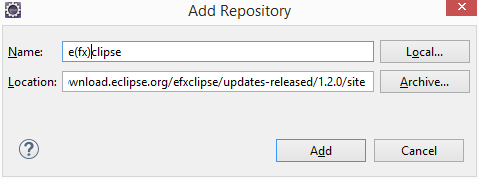 Add Repository
Name: e(fx)clipse Local...
Location: wnload.eclipse.org/efxclipse/updates-released/1.2.0/site Archive...
? Add Cancel